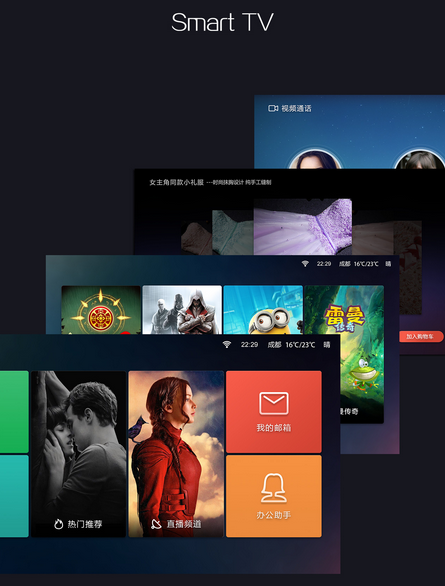 Smart TV
视频通话
女主角同款小礼服 ---时尚抹胸设计 纯手工缝制
22:29 成都 16℃/23℃ 晴
雷曼
传奇
加入购物车
22:29 成都 16℃/23℃ 晴
曼传奇
我的邮箱
热门推荐
直播频道
办公助手